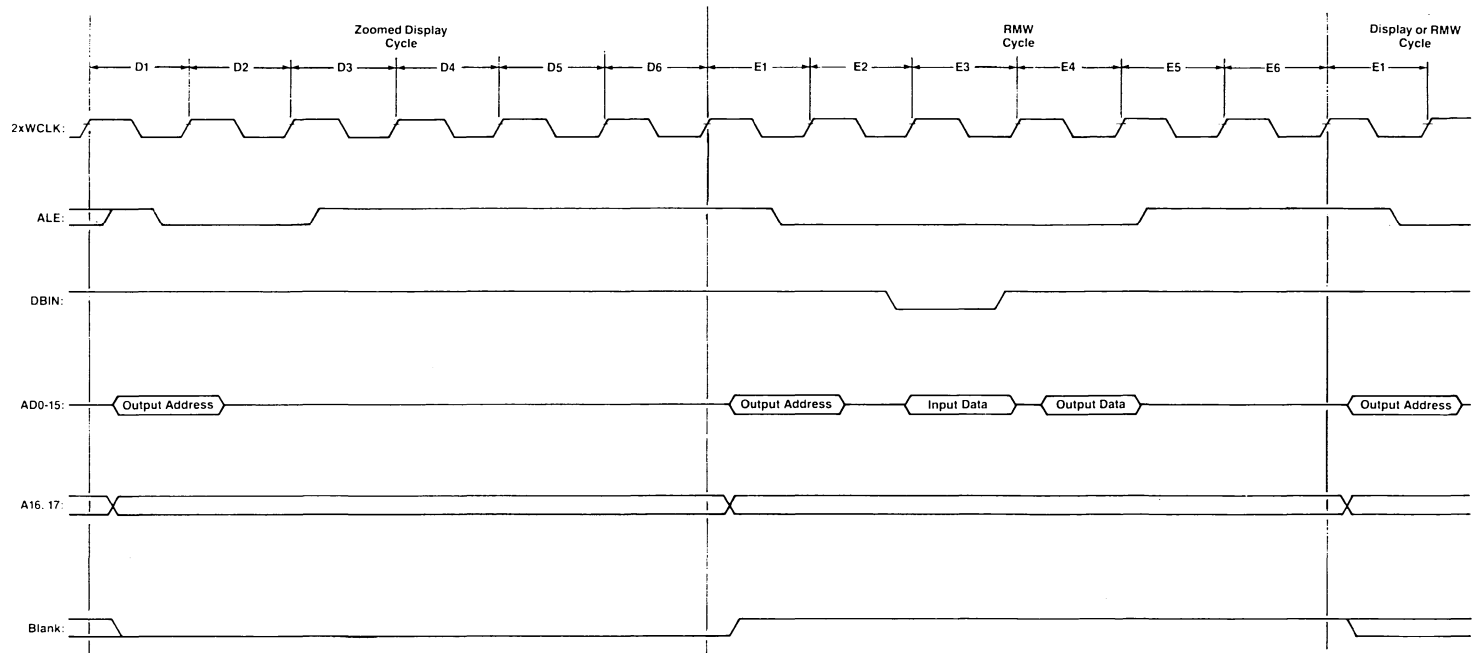 Zoomed Display
Cycle
RMW
Cycle
Display or RMW
Cycle
D1 D2 D3 D4 D5 D6 E1 E2 E3 E4 E5 E6 E1
2xWCLK:
ALE:
DBIN:
AD0-15: Output Address Output Address Input Data Output Data Output Address
A16. 17:
Blank: